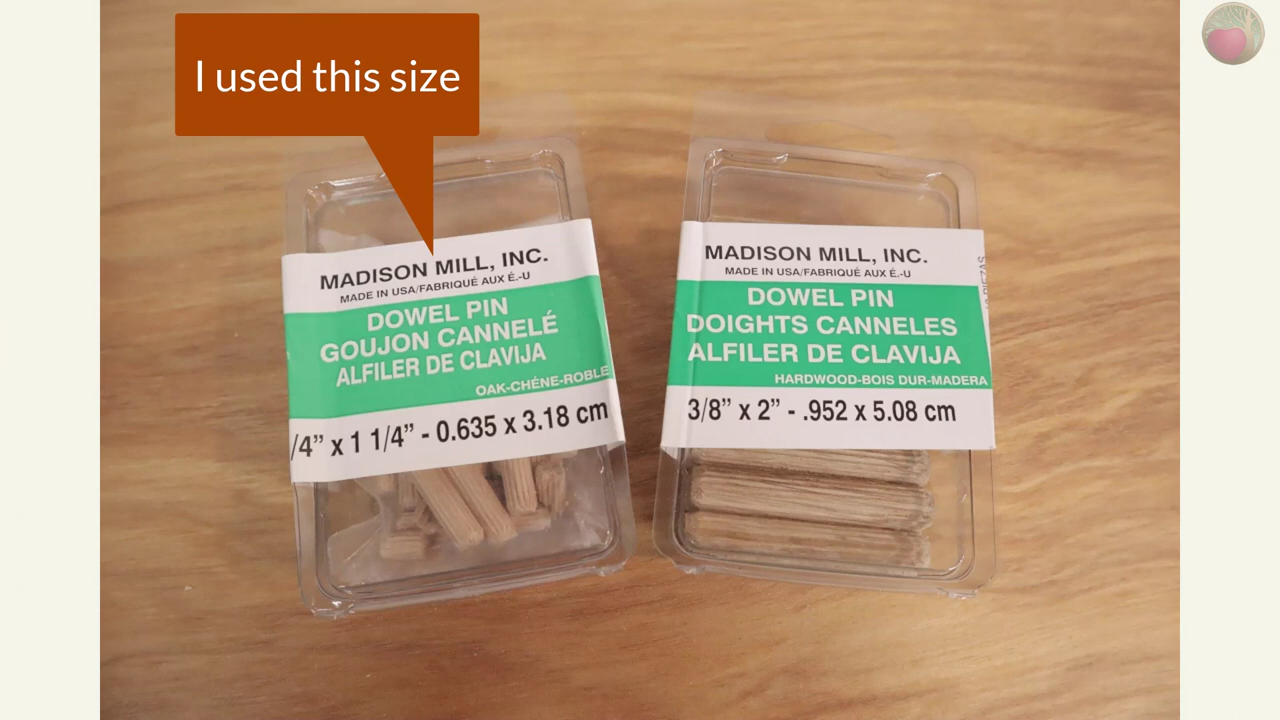 I used this size
MADISON MILL, INC.
MADE IN USA/FABRIQUÉ AUX É.-U
DOWEL PIN
GOUJON CANNELÉ
ALFILER DE CLAVIJA
OAK-CHÉNE-ROBLE
/4” x 1 1/4” - 0.635 x 3.18 cm
MADISON MILL, INC.
MADE IN USA/FABRIQUÉ AUX É.-U
DOWEL PIN
DOIGHTS CANNELES
ALFILER DE CLAVIJA
HARDWOOD-BOIS DUR-MADERA
3/8” x 2” - .952 x 5.08 cm